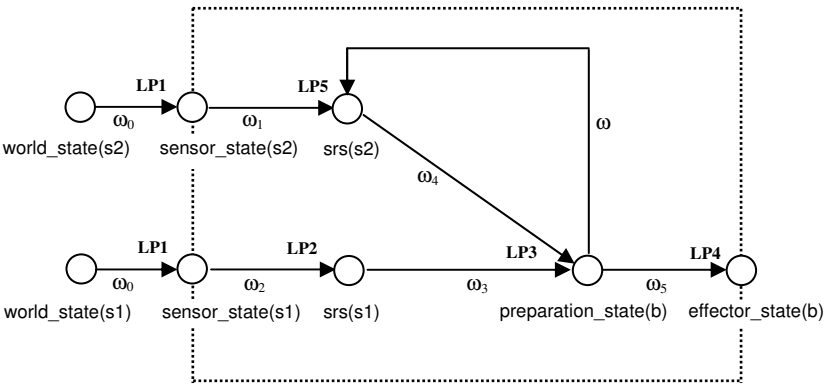 LP1
LP5
ω0
ω1
ω
world_state(s2)
sensor_state(s2)
srs(s2)
ω4
LP1
LP2
LP3
LP4
ω0
ω2
ω3
ω5
world_state(s1)
sensor_state(s1)
srs(s1)
preparation_state(b)
effector_state(b)